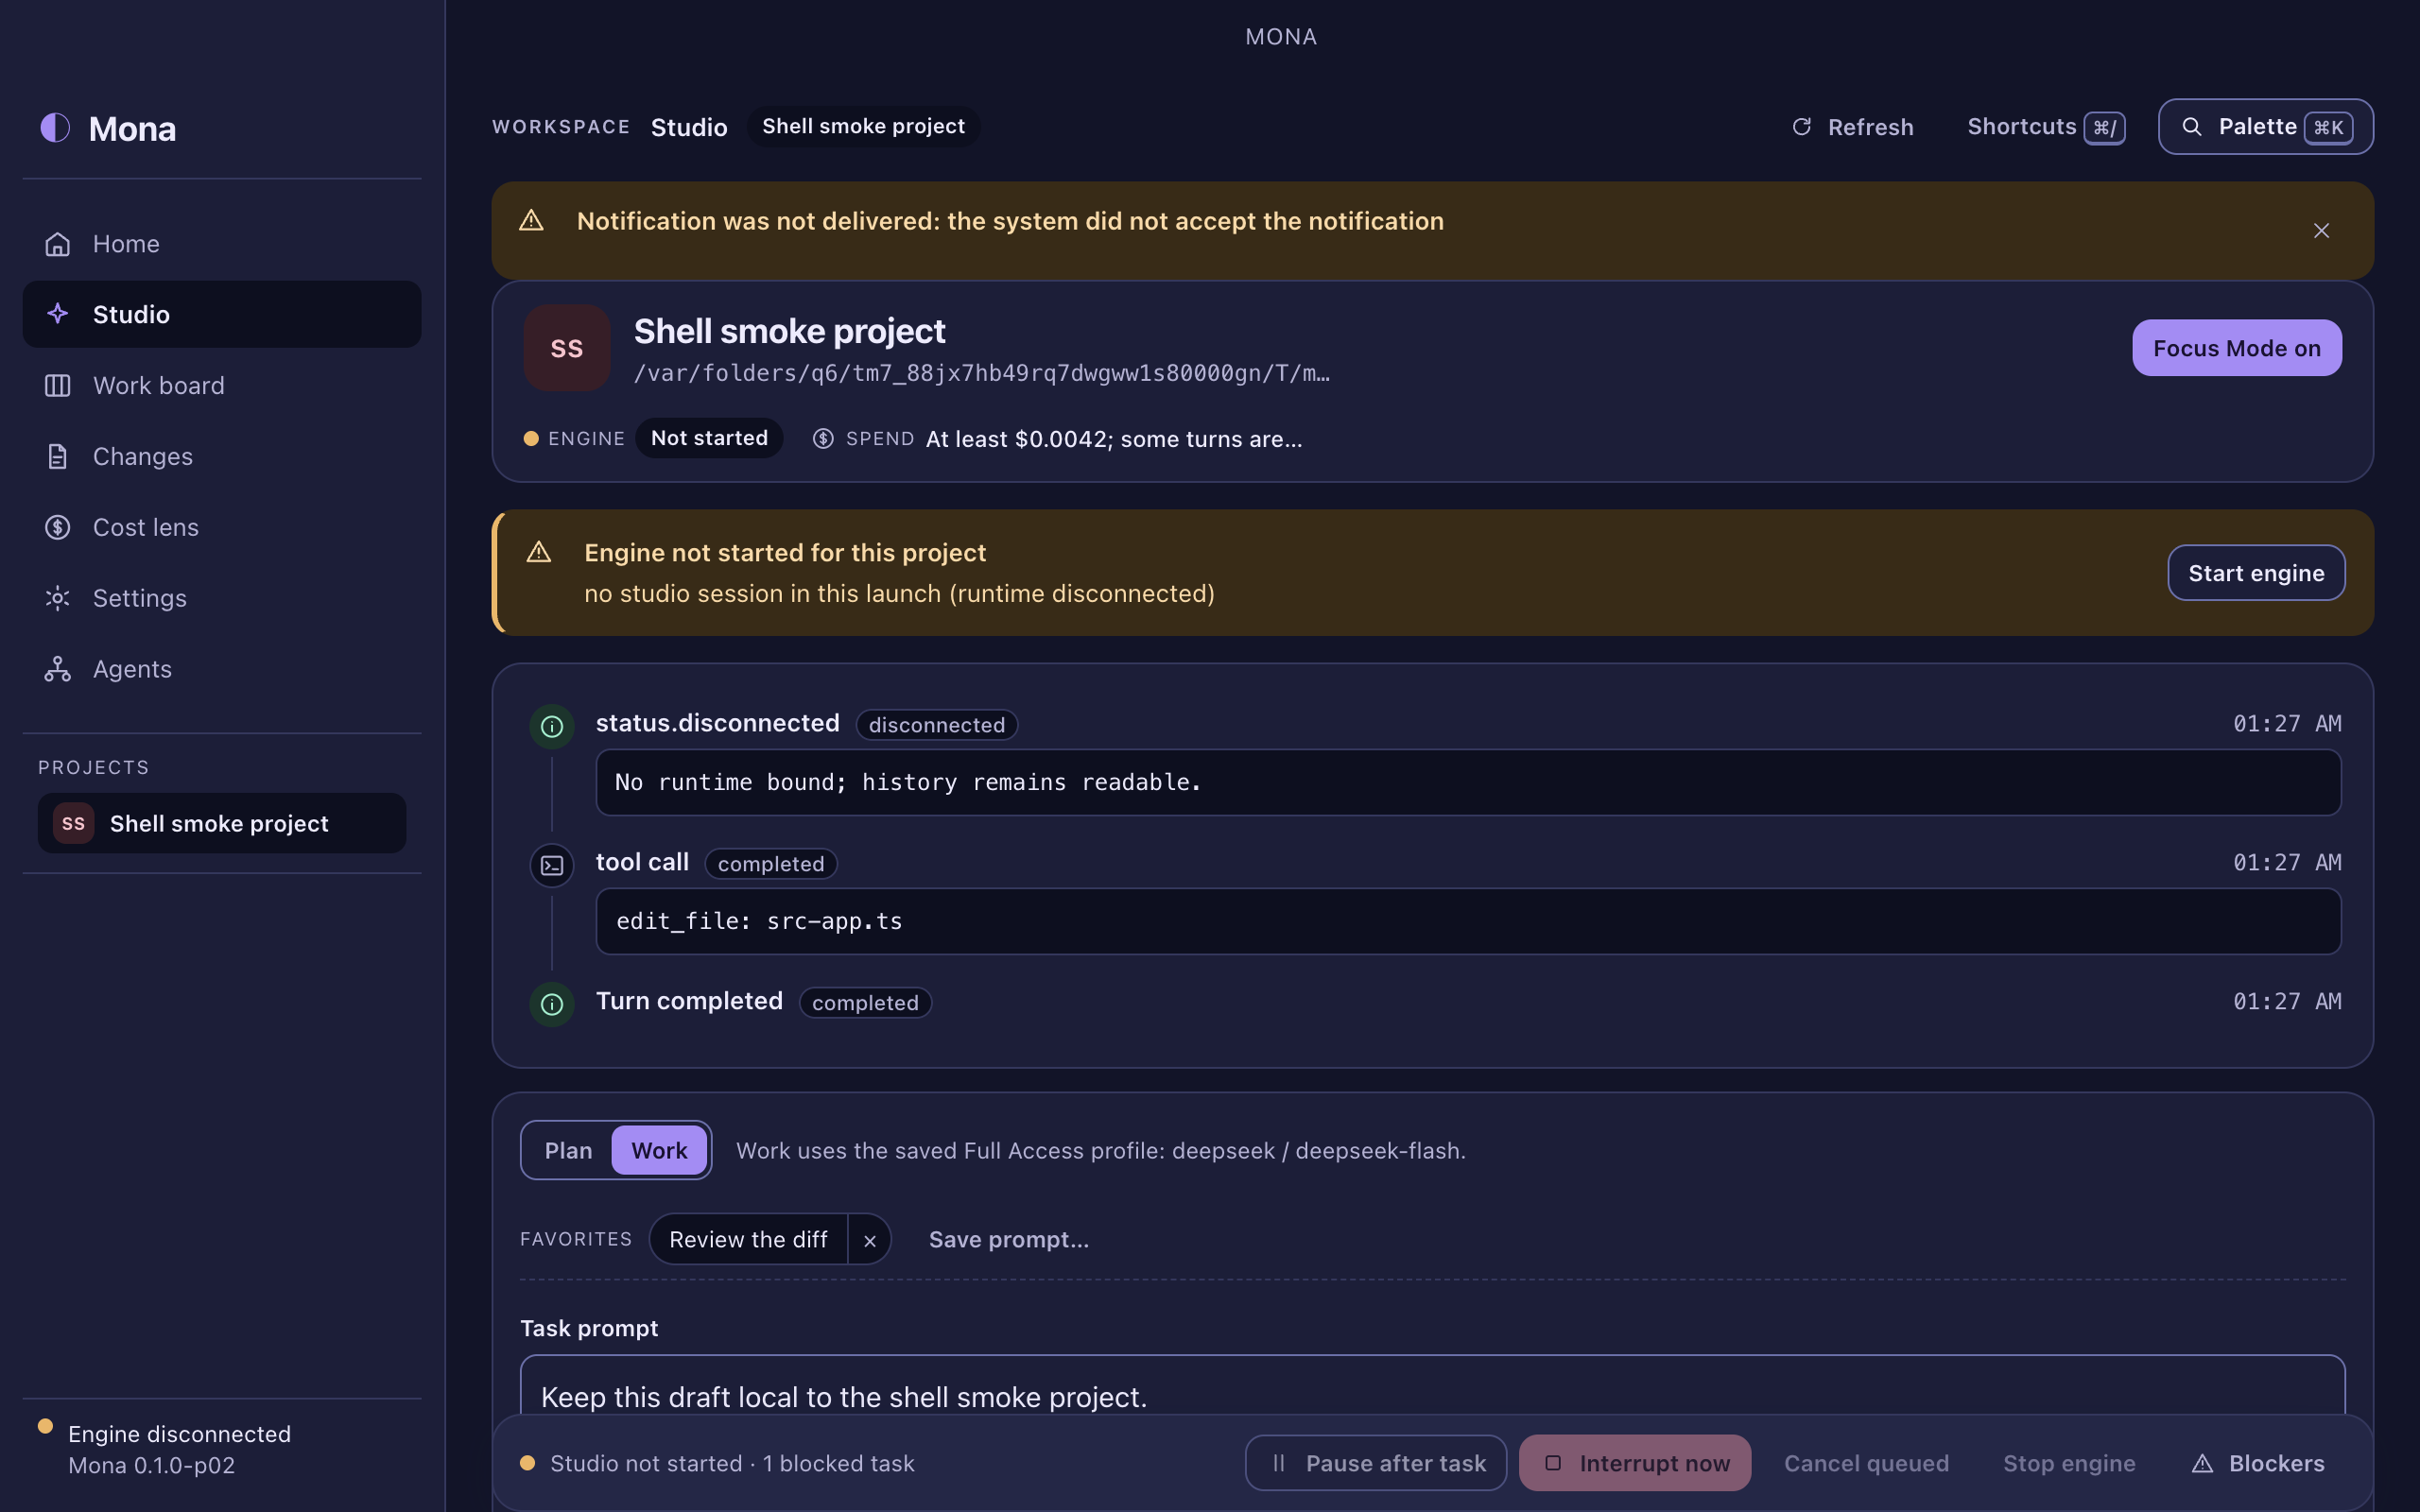 MONA
Mona
Home
Studio
Work board
Changes
Cost lens
Settings
Agents
PROJECTS
SS Shell smoke project
Engine disconnected
Mona 0.1.0-p02
WORKSPACE Studio Shell smoke project
Refresh Shortcuts ⌘/ Palette ⌘K
Notification was not delivered: the system did not accept the notification
SS
Shell smoke project
/var/folders/q6/tm7_88jx7hb49rq7dwgww1s80000gn/T/m…
Focus Mode on
ENGINE Not started SPEND At least $0.0042; some turns are…
Engine not started for this project
no studio session in this launch (runtime disconnected)
Start engine
status.disconnected disconnected 01:27 AM
No runtime bound; history remains readable.
tool call completed 01:27 AM
edit_file: src-app.ts
Turn completed completed 01:27 AM
Plan Work Work uses the saved Full Access profile: deepseek / deepseek-flash.
FAVORITES Review the diff × Save prompt…
Task prompt
Keep this draft local to the shell smoke project.
Studio not started · 1 blocked task Pause after task Interrupt now Cancel queued Stop engine Blockers